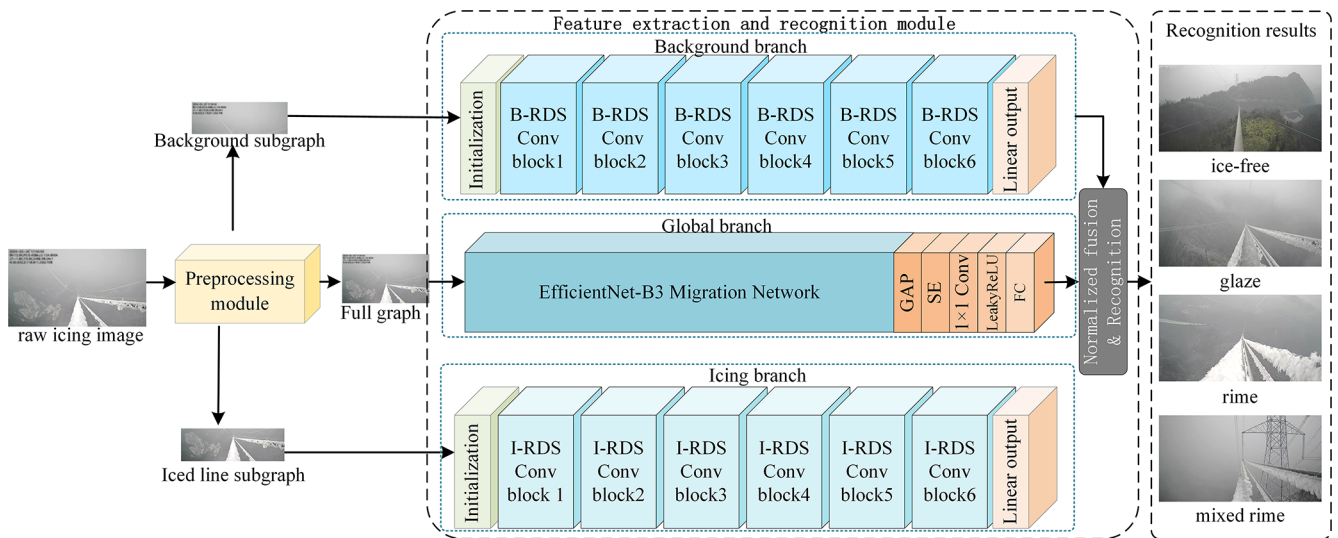 Feature extraction and recognition module
Background branch
Initialization
B-RDS
Conv
block1
B-RDS
Conv
block2
B-RDS
Conv
block3
B-RDS
Conv
block4
B-RDS
Conv
block5
B-RDS
Conv
block6
Linear output
Background subgraph
raw icing image
Preprocessing
module
Full graph
Iced line subgraph
Global branch
EfficientNet-B3 Migration Network
GAP
SE
1×1 Conv
LeakyReLU
FC
Icing branch
Initialization
I-RDS
Conv
block 1
I-RDS
Conv
block2
I-RDS
Conv
block3
I-RDS
Conv
block4
I-RDS
Conv
block5
I-RDS
Conv
block6
Linear output
Normalized fusion
& Recognition
Recognition results
ice-free
glaze
rime
mixed rime